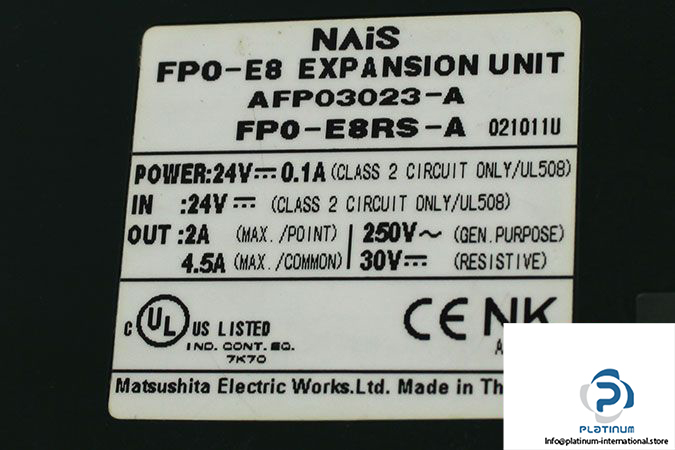 NAiS
FP0-E8 EXPANSION UNIT
AFP03023-A
FP0-E8RS-A 021011U
POWER:24V⎓0.1A (CLASS 2 CIRCUIT ONLY/UL508)
IN :24V⎓ (CLASS 2 CIRCUIT ONLY/UL508)
OUT :2A (MAX./POINT) 250V~ (GEN.PURPOSE)
4.5A (MAX./COMMON) 30V⎓ (RESISTIVE)
C UL US LISTED
IND. CONT. EQ.
7K70
CE NK
Matsushita Electric Works.Ltd. Made in
PLATINUM
Info@platinum-international.store